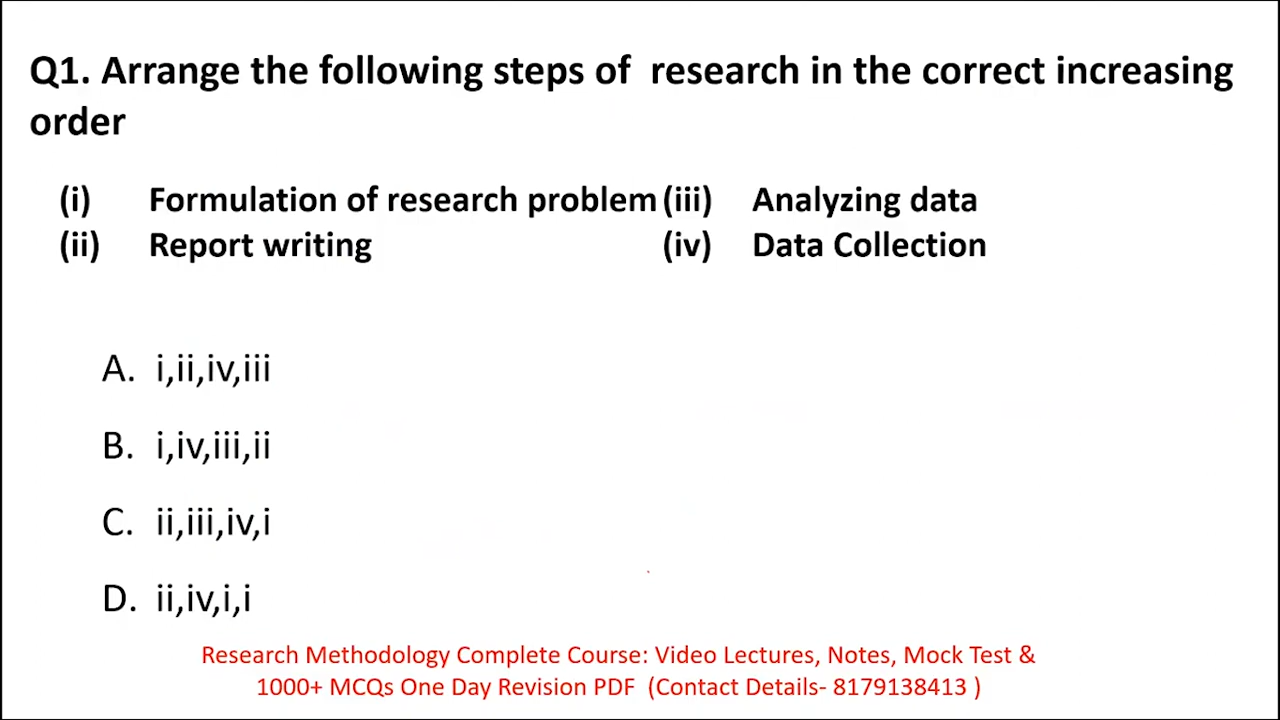 Q1. Arrange the following steps of research in the correct increasing
order
(i) Formulation of research problem (iii) Analyzing data
(ii) Report writing (iv) Data Collection
A. i,ii,iv,iii
B. i,iv,iii,ii
C. ii,iii,iv,i
D. ii,iv,i,i
Research Methodology Complete Course: Video Lectures, Notes, Mock Test &
1000+ MCQs One Day Revision PDF (Contact Details- 8179138413 )